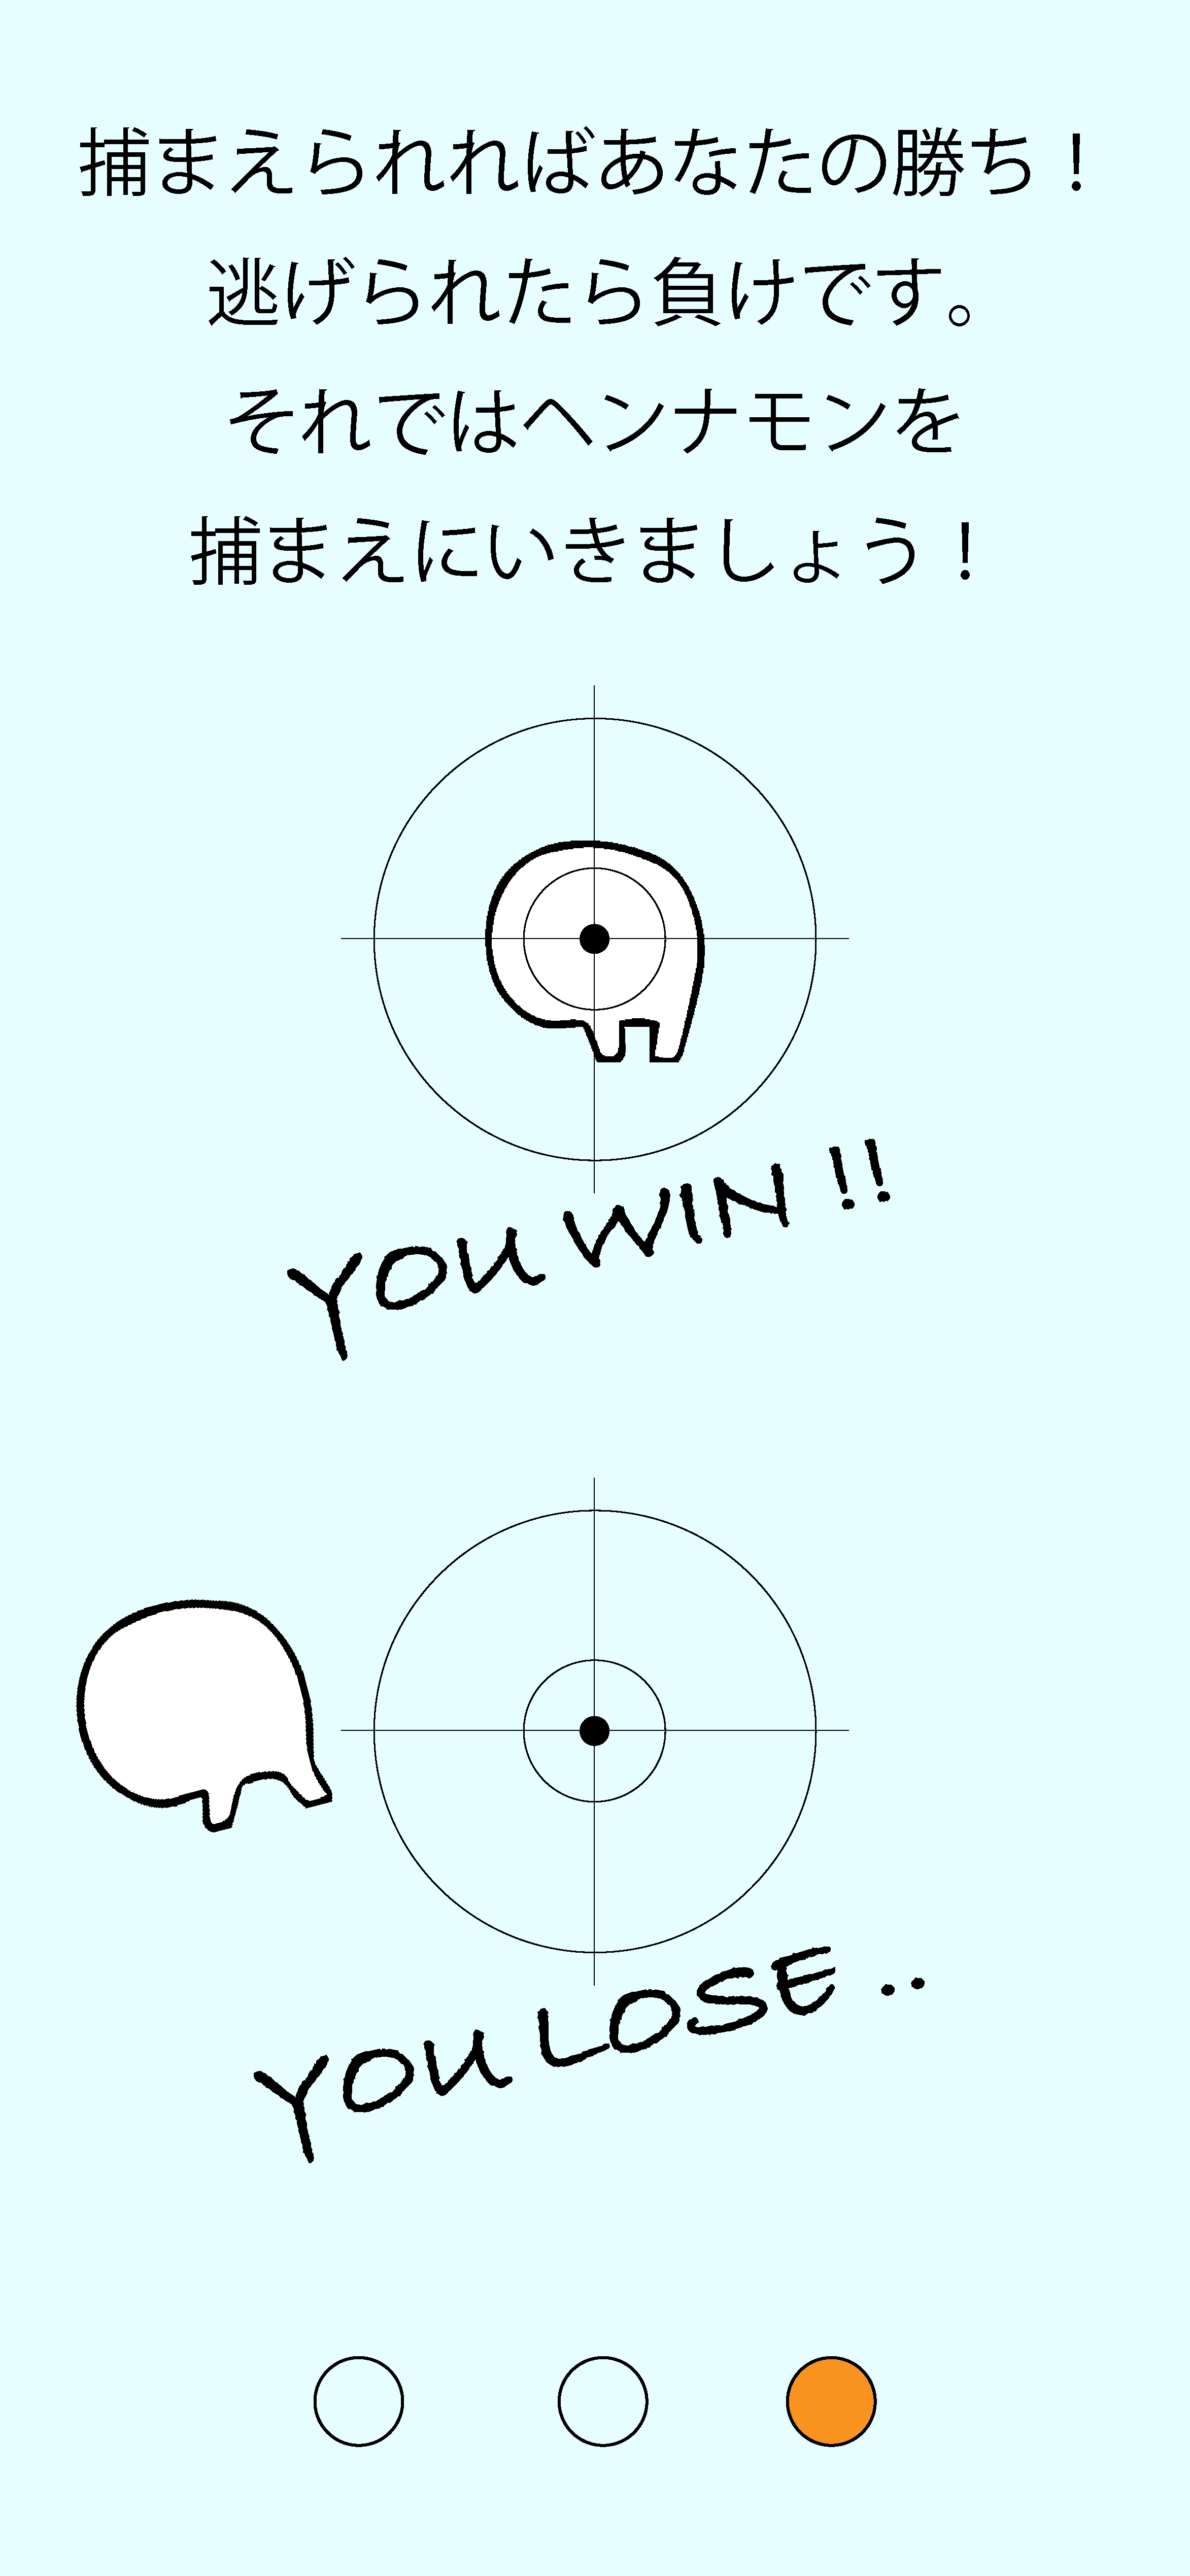 捕まえられればあなたの勝ち！
逃げられたら負けです。
それではヘンナモンを
捕まえにいきましょう！
YOU WIN !!
YOU LOSE ..